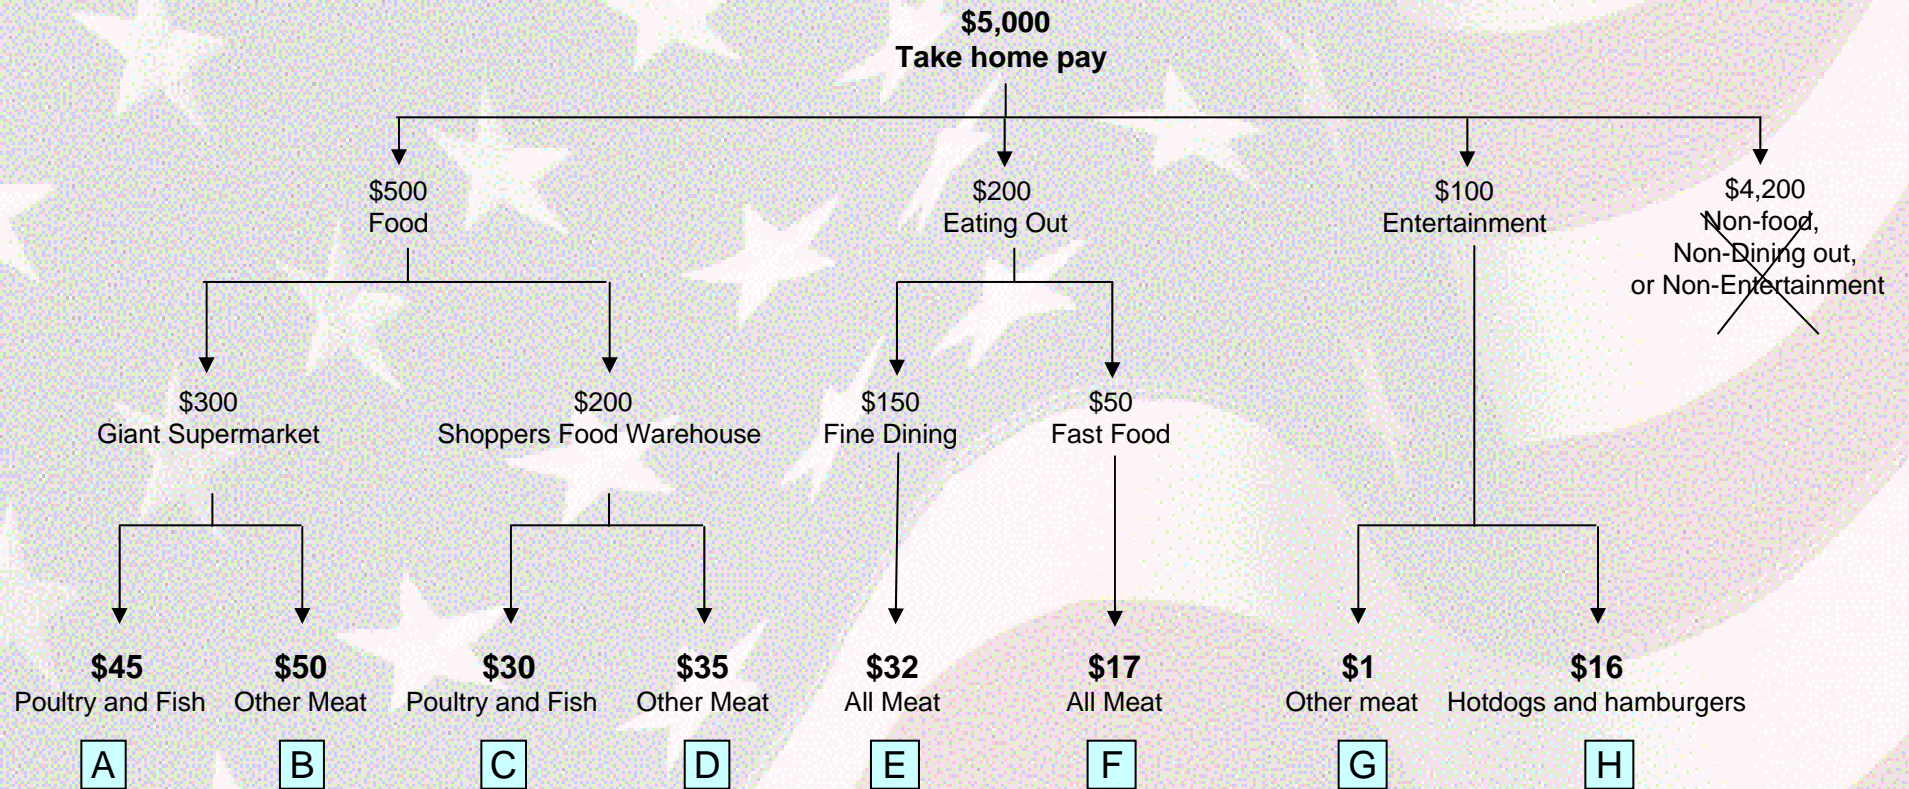 $5,000
Take home pay
$500
Food
$200
Eating Out
$100
Entertainment
$4,200
Non-food,
Non-Dining out,
or Non-Entertainment
$300
Giant Supermarket
$200
Shoppers Food Warehouse
$150
Fine Dining
$50
Fast Food
$45
Poultry and Fish
$50
Other Meat
$30
Poultry and Fish
$35
Other Meat
$32
All Meat
$17
All Meat
$1
Other meat
$16
Hotdogs and hamburgers
A
B
C
D
E
F
G
H